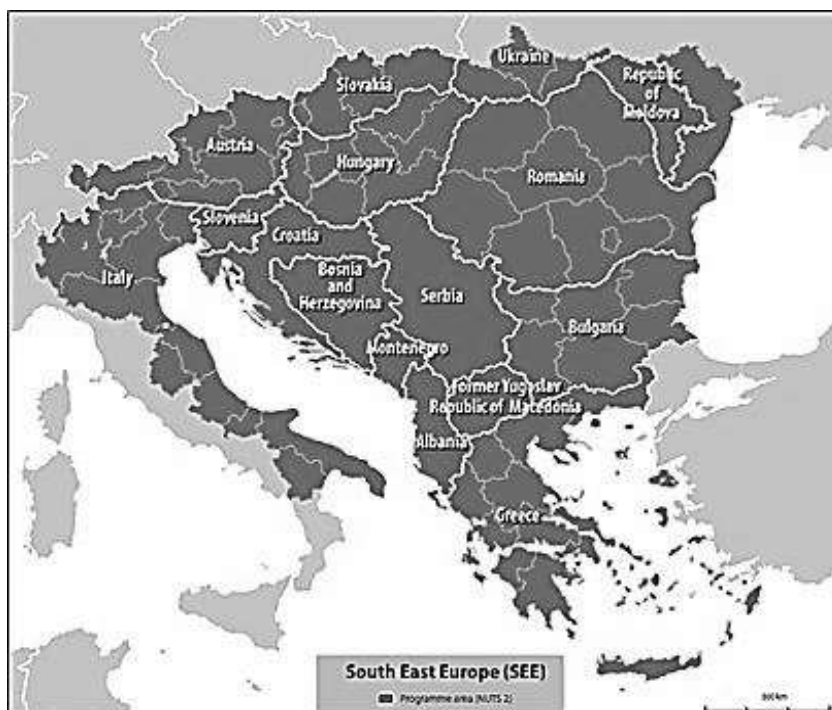 Ukraine
Slovakia
Republic
of
Moldova
Austria
Hungary
Romania
Slovenia
Croatia
Italy
Bosnia
and
Herzegovina
Serbia
Bulgaria
Montenegro
Former Yugoslav
Republic of Macedonia
Albania
Greece
South East Europe (SEE)
Programme area (NUTS 2)